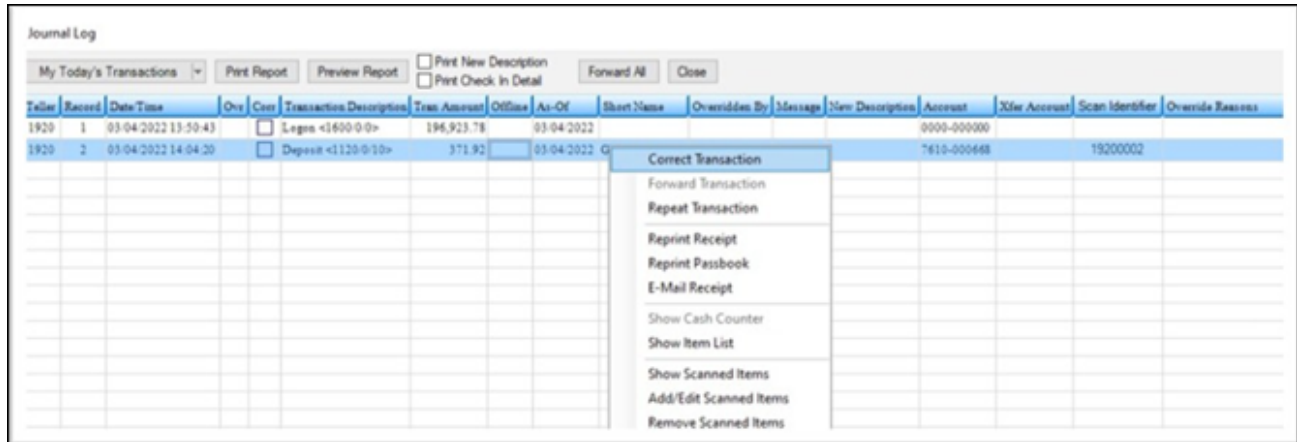 Journal Log
My Today's Transactions Print Report Preview Report Print New Description Forward All Close
Print Check In Detail
Teller Record Date/Time Ovr Corr Transaction Description Tran Amount Offline As-Of Short Name Overridden By Message New Description Account Xfer Account Scan Identifier Override Reasons
1920 1 03/04/2022 13:50:43 Logon <1600/0/0> 196,923.78 03/04/2022 0000-000000
1920 2 03/04/2022 14:04:20 Deposit <1120/0/10> 371.92 03/04/2022 G 7610-000668 19200002
Correct Transaction
Forward Transaction
Repeat Transaction
Reprint Receipt
Reprint Passbook
E-Mail Receipt
Show Cash Counter
Show Item List
Show Scanned Items
Add/Edit Scanned Items
Remove Scanned Items